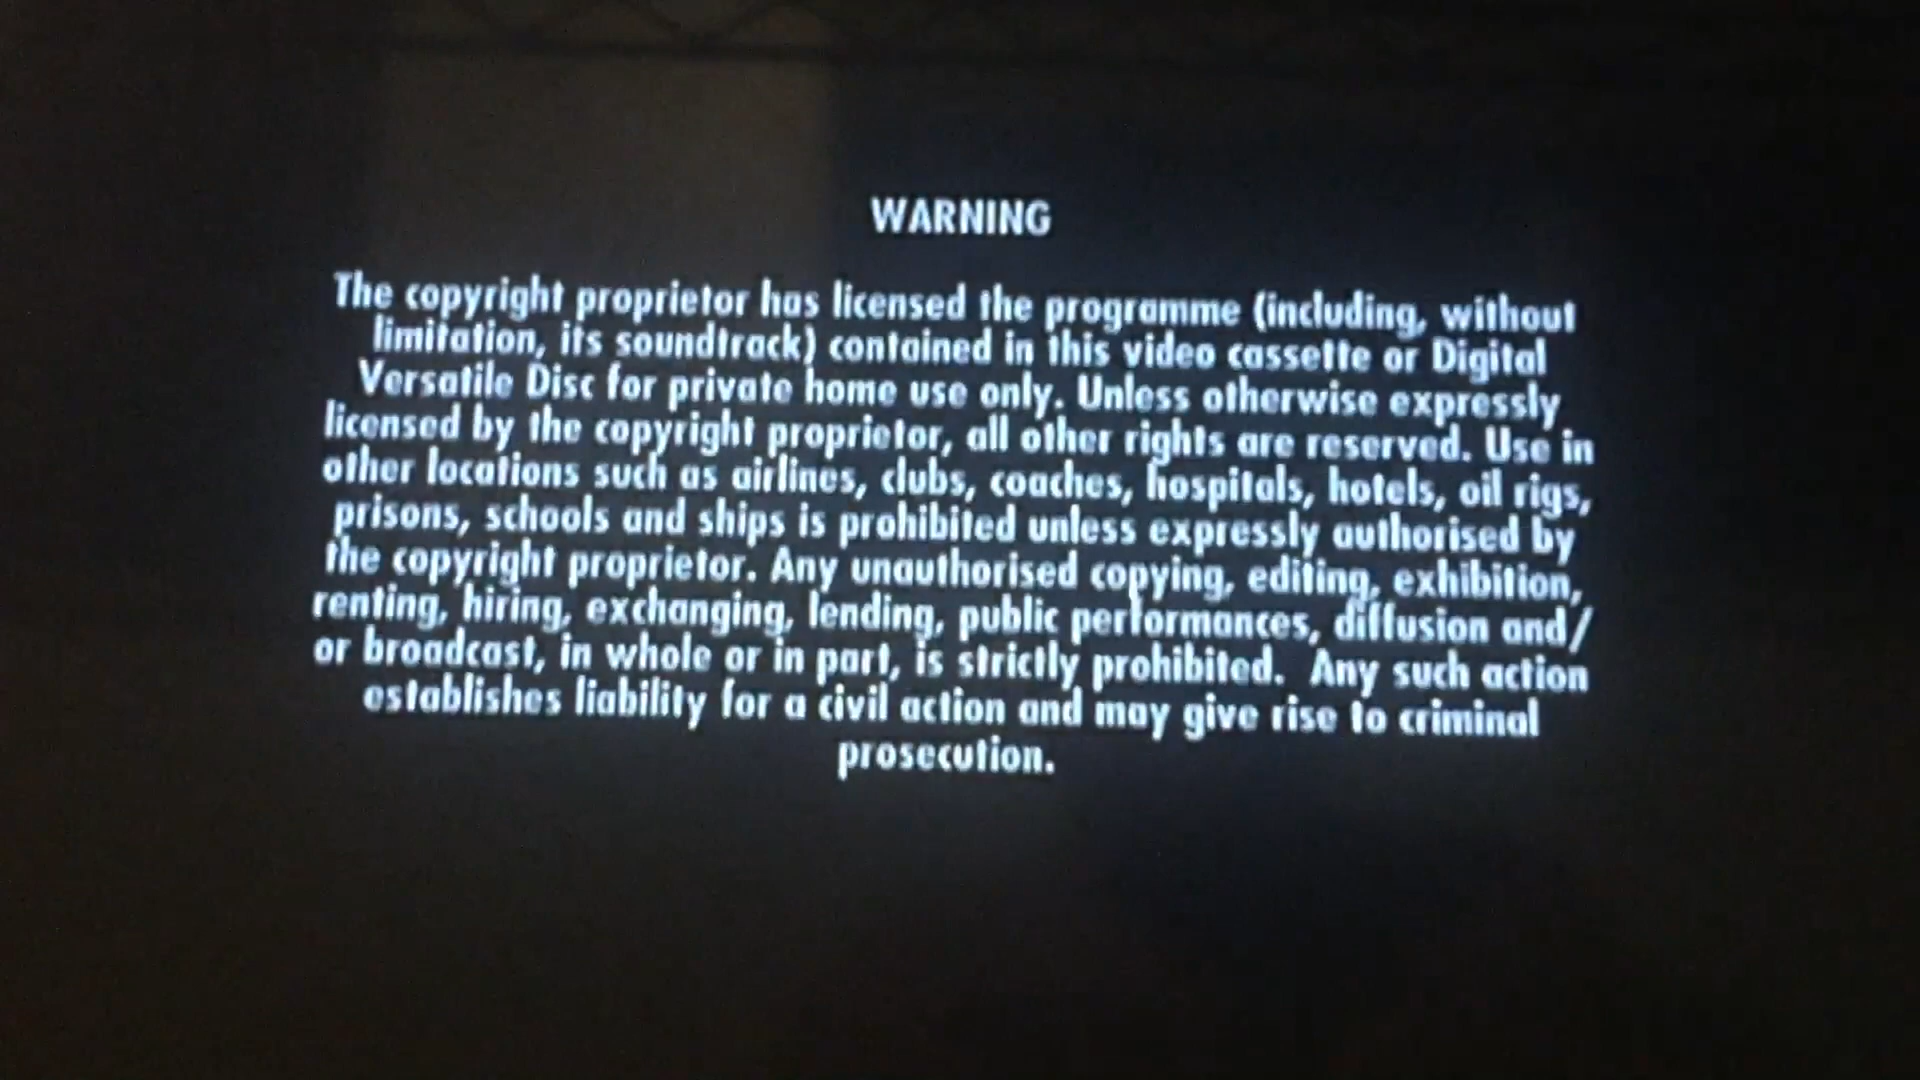 WARNING
The copyright proprietor has licensed the programme (including, without
limitation, its soundtrack) contained in this video cassette or Digital
Versatile Disc for private home use only. Unless otherwise expressly
licensed by the copyright proprietor, all other rights are reserved. Use in
other locations such as airlines, clubs, coaches, hospitals, hotels, oil rigs,
prisons, schools and ships is prohibited unless expressly authorised by
the copyright proprietor. Any unauthorised copying, editing, exhibition,
renting, hiring, exchanging, lending, public performances, diffusion and/
or broadcast, in whole or in part, is strictly prohibited.  Any such action
establishes liability for a civil action and may give rise to criminal
prosecution.